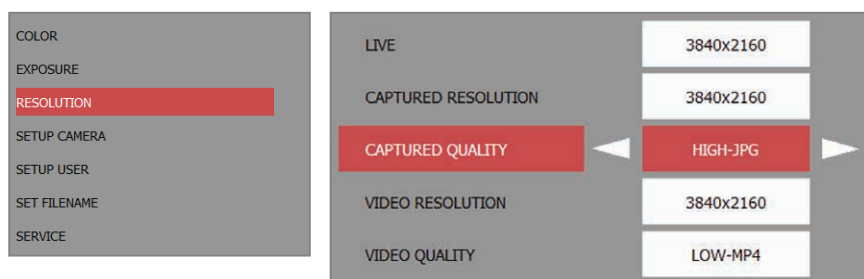 COLOR
EXPOSURE
RESOLUTION
SETUP CAMERA
SETUP USER
SET FILENAME
SERVICE
LIVE 3840x2160
CAPTURED RESOLUTION 3840x2160
CAPTURED QUALITY HIGH-JPG
VIDEO RESOLUTION 3840x2160
VIDEO QUALITY LOW-MP4